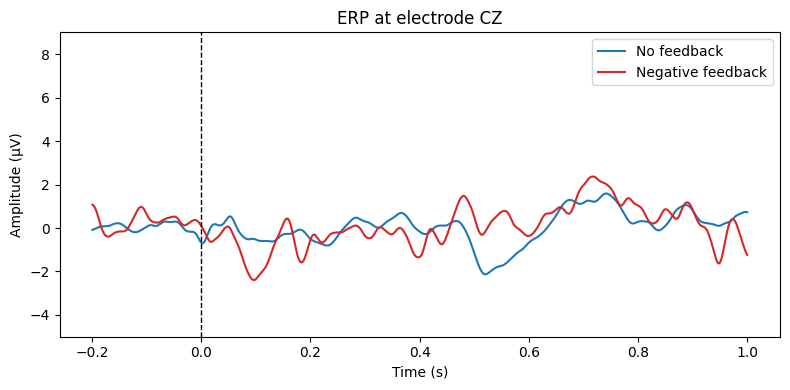 ERP at electrode CZ
No feedback
Negative feedback
Amplitude (µV)
8
6
4
2
0
−2
−4
−0.2
0.0
0.2
0.4
0.6
0.8
1.0
Time (s)